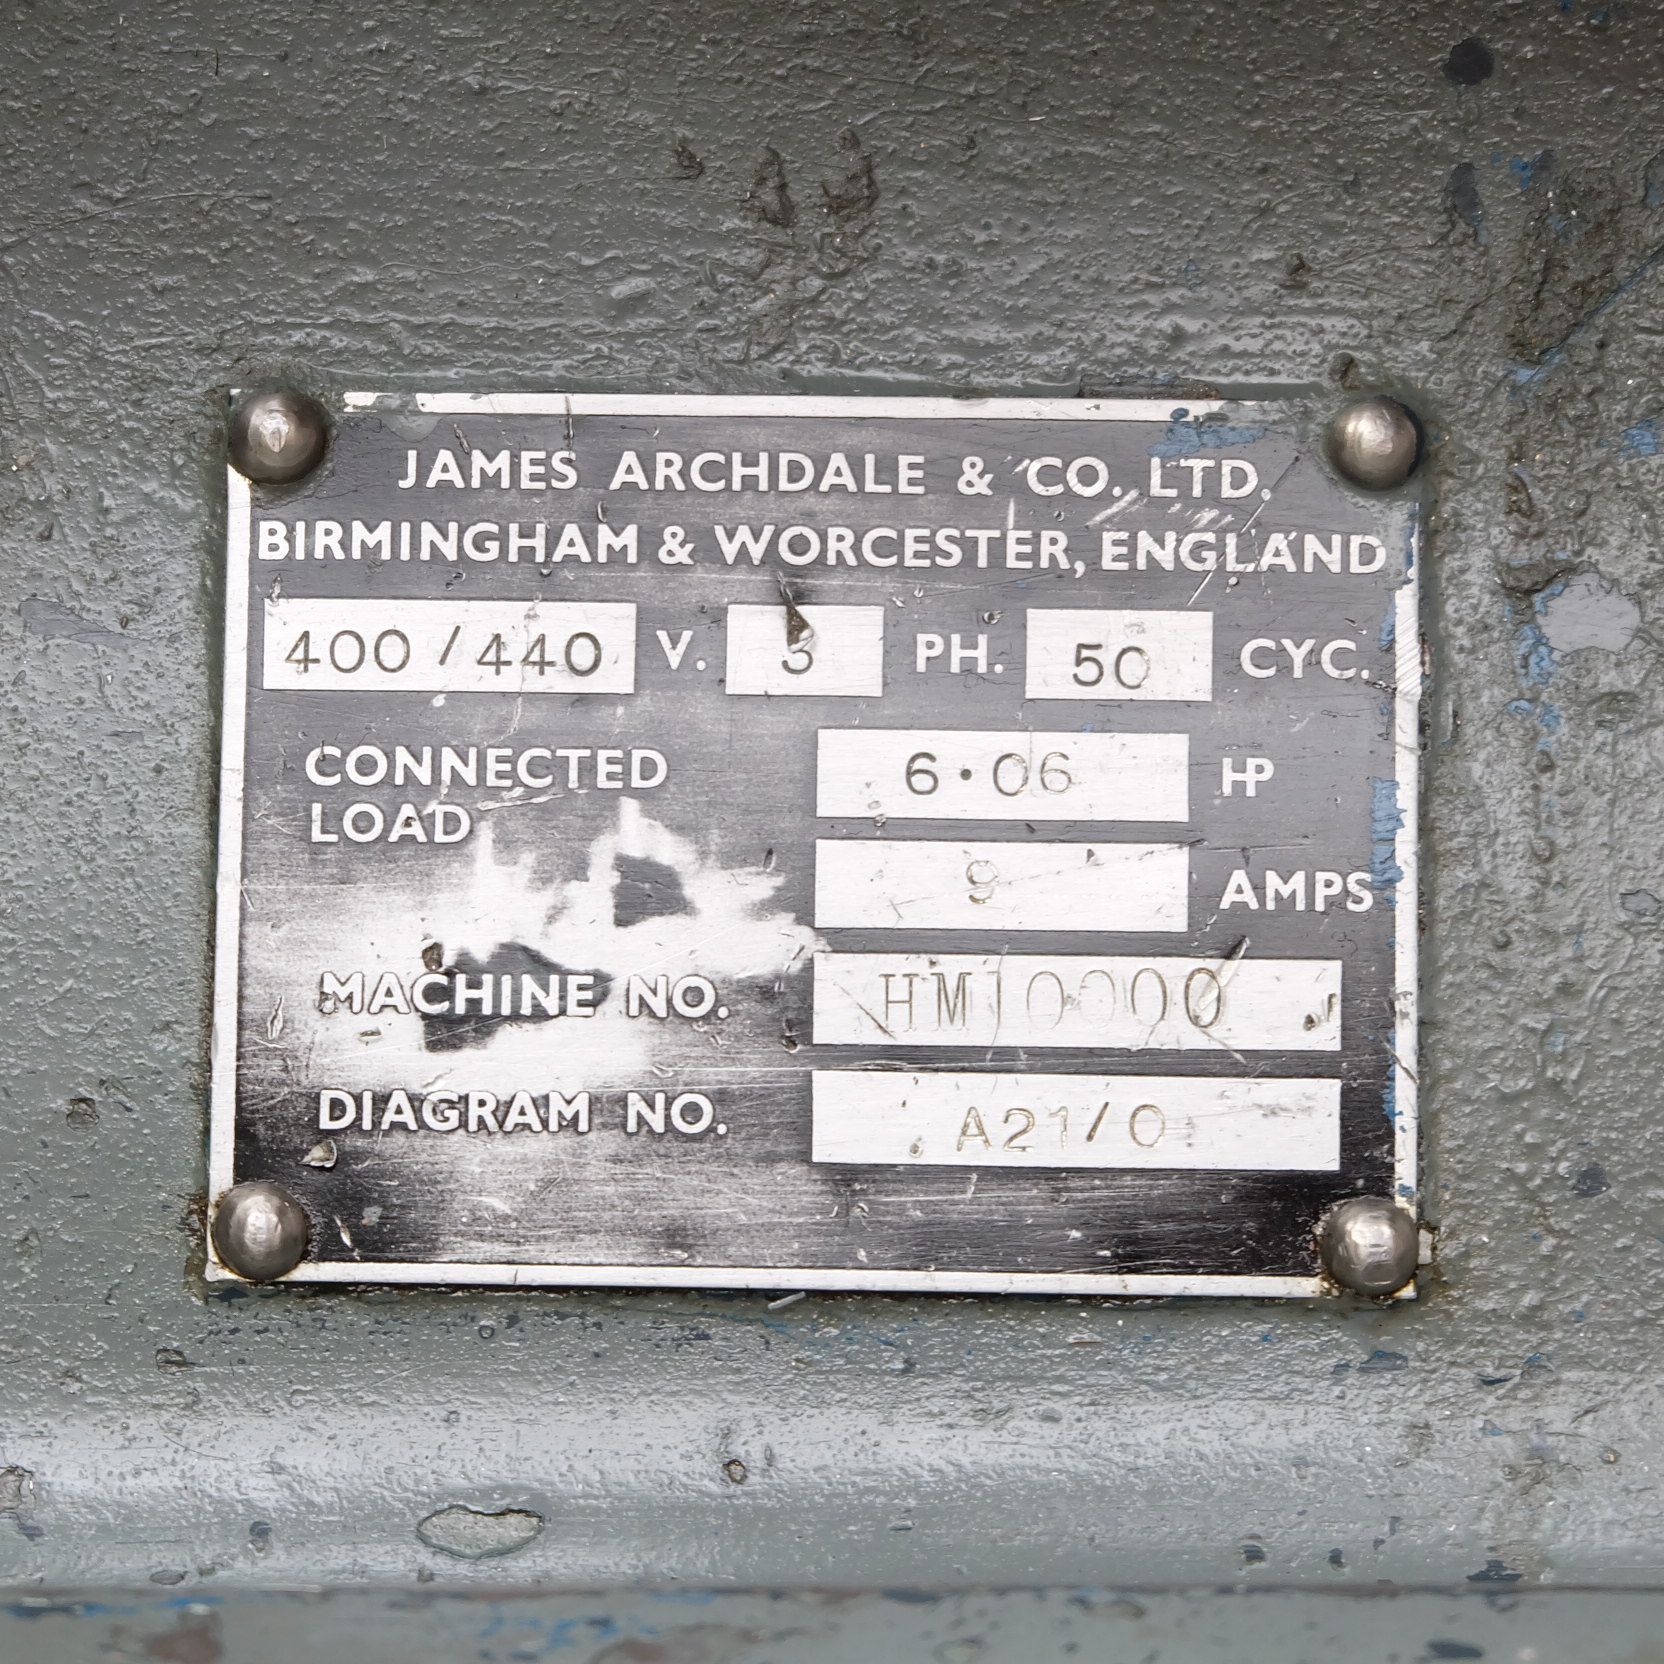 JAMES ARCHDALE & CO. LTD.
BIRMINGHAM & WORCESTER, ENGLAND
400/440 V. 3 PH. 50 CYC.
CONNECTED LOAD 6·06 HP
9 AMPS
MACHINE NO. HM10000
DIAGRAM NO. A21/0